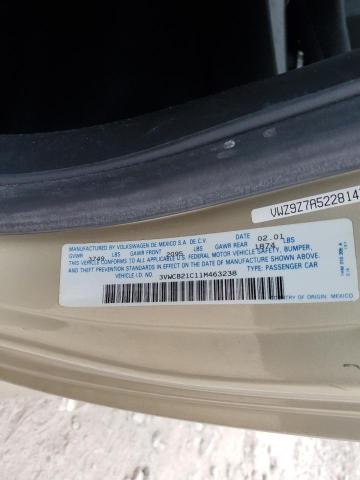 VWZ9Z7A522814
MANUFACTURED BY VOLKSWAGEN DE MEXICO S.A. DE C.V. 02.01
GVWR 3749 LBS GAWR FRONT 2095 LBS GAWR REAR 1874 LBS
THIS VEHICLE CONFORMS TO ALL APPLICABLE U.S. FEDERAL MOTOR VEHICLE SAFETY, BUMPER,
AND THEFT PREVENTION STANDARDS IN EFFECT ON THE DATE OF MANUFACTURE SHOWN ABOVE.
VEHICLE I.D. NO. 3VWCB21C11M463238 TYPE: PASSENGER CAR
COUNTRY OF ORIGIN: MEXICO